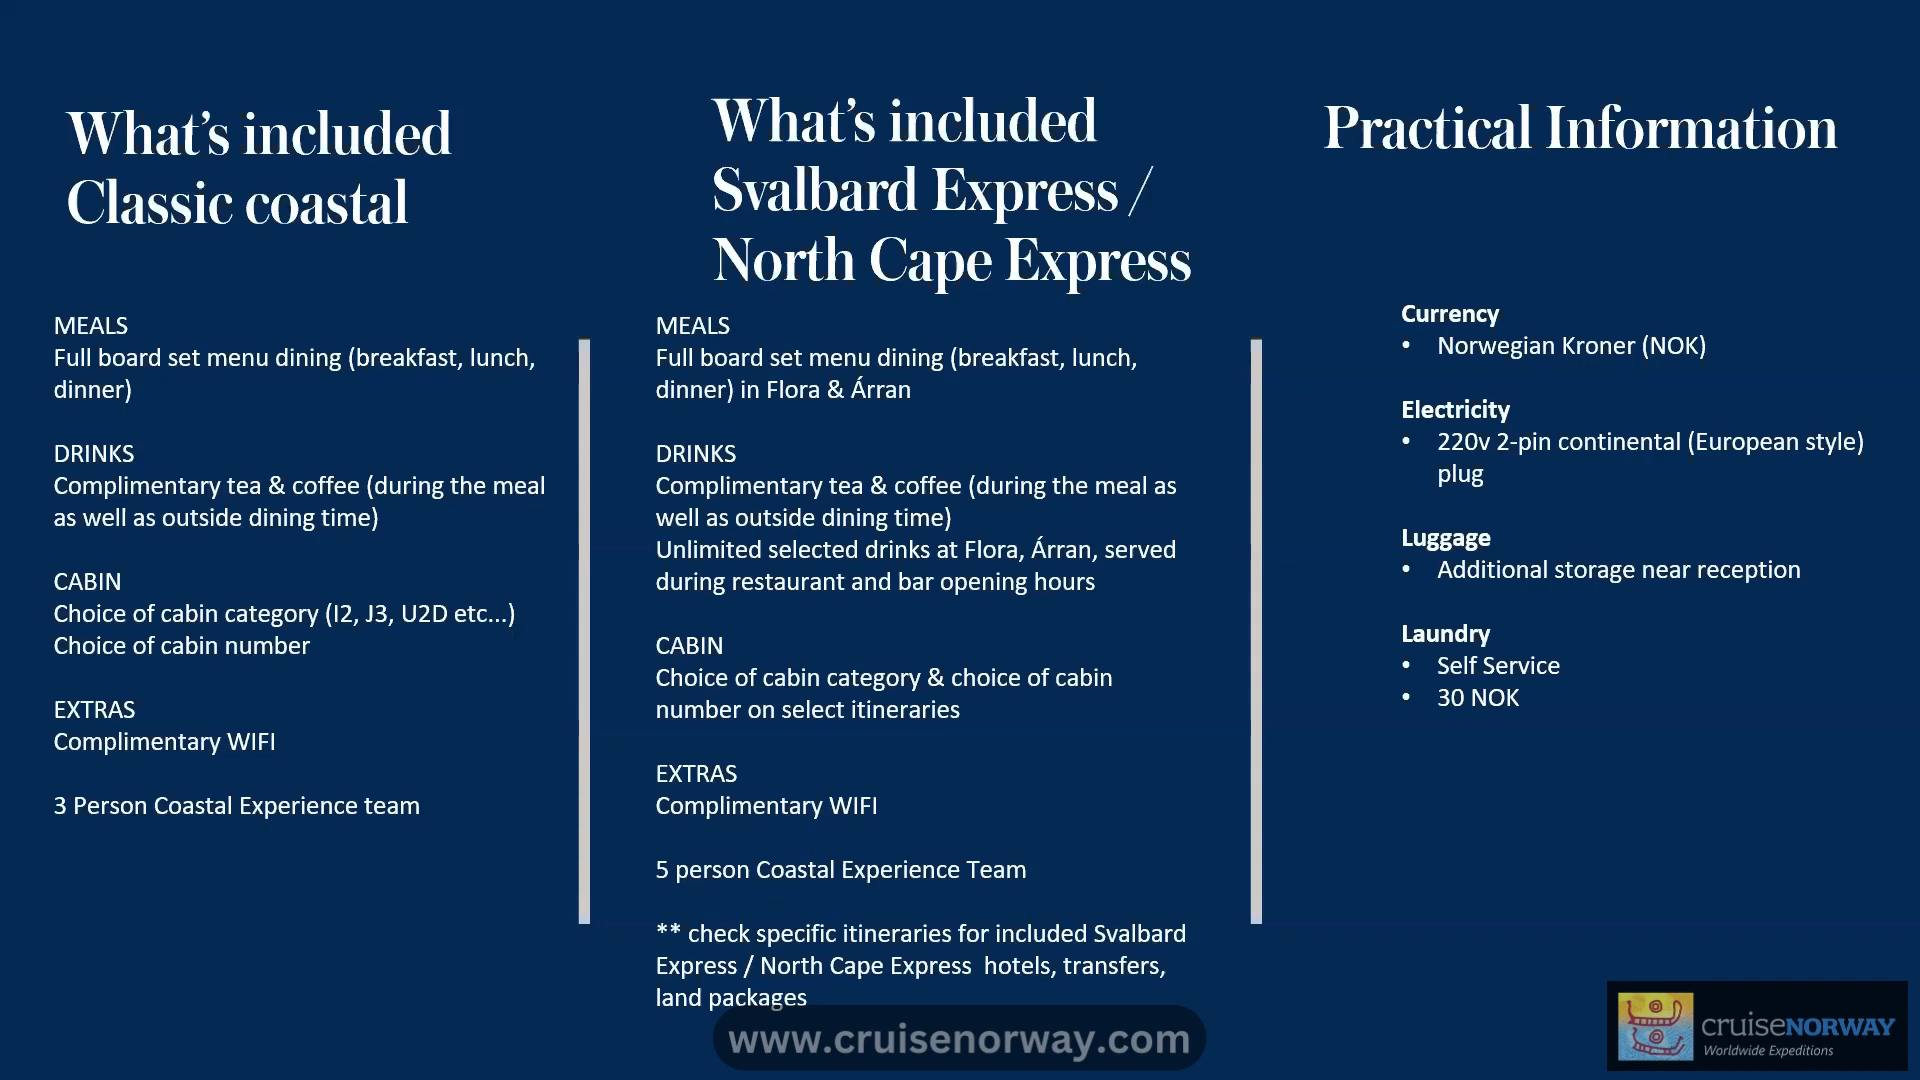 What's included
Classic coastal
MEALS
Full board set menu dining (breakfast, lunch,
dinner)
DRINKS
Complimentary tea & coffee (during the meal
as well as outside dining time)
CABIN
Choice of cabin category (I2, J3, U2D etc...)
Choice of cabin number
EXTRAS
Complimentary WIFI
3 Person Coastal Experience team
What's included
Svalbard Express /
North Cape Express
MEALS
Full board set menu dining (breakfast, lunch,
dinner) in Flora & Árran
DRINKS
Complimentary tea & coffee (during the meal as
well as outside dining time)
Unlimited selected drinks at Flora, Árran, served
during restaurant and bar opening hours
CABIN
Choice of cabin category & choice of cabin
number on select itineraries
EXTRAS
Complimentary WIFI
5 person Coastal Experience Team
** check specific itineraries for included Svalbard
Express / North Cape Express  hotels, transfers,
land packages
Practical Information
Currency
• Norwegian Kroner (NOK)
Electricity
• 220v 2-pin continental (European style)
plug
Luggage
• Additional storage near reception
Laundry
• Self Service
• 30 NOK
www.cruisenorway.com
cruiseNORWAY
Worldwide Expeditions